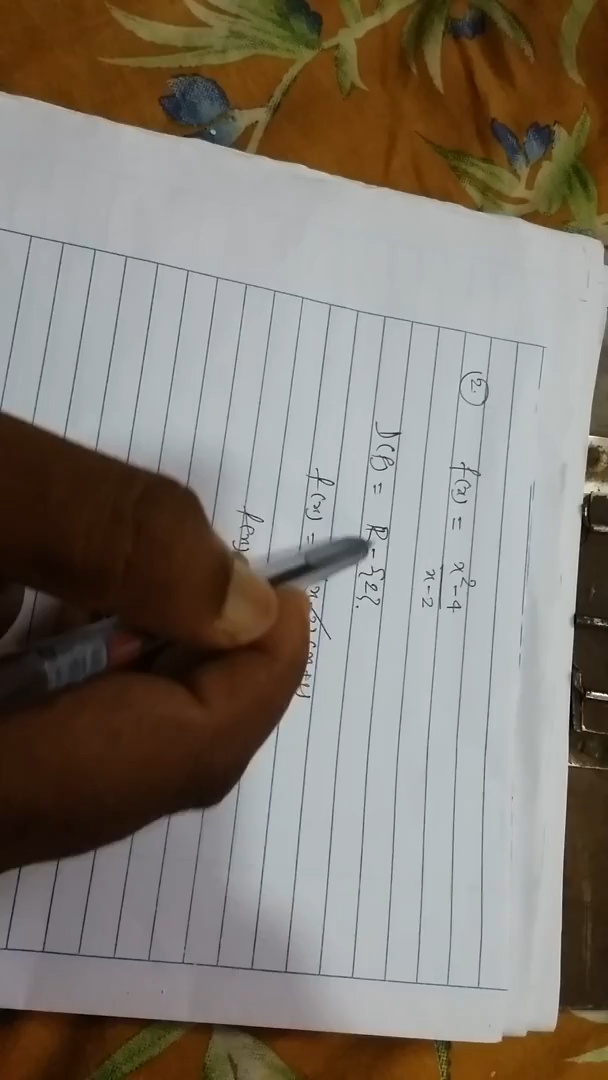 2. f(x) = x²-4 / x-2
D(f) = R - {2}.
f(x) =
f(x)